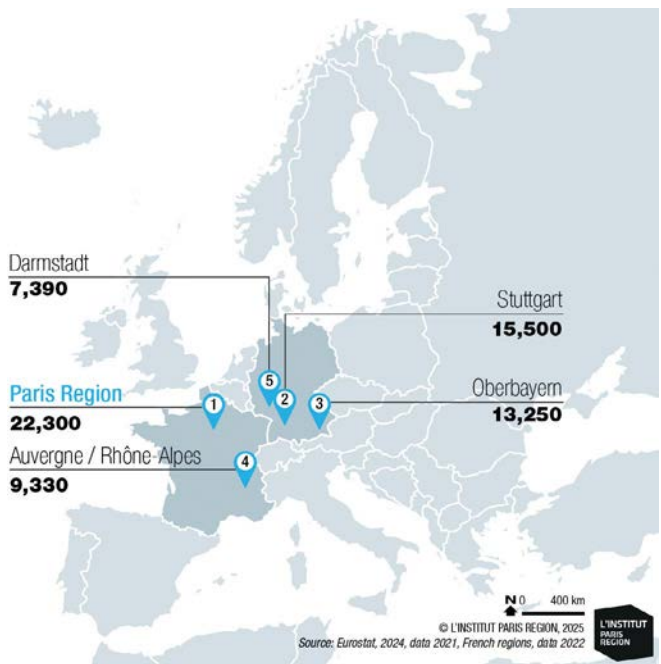 Darmstadt
7,390
Stuttgart
15,500
5
2
Paris Region
22,300
1
3
Oberbayern
13,250
Auvergne / Rhône-Alpes
9,330
4
N 0 400 km
© L'INSTITUT PARIS REGION, 2025
Source: Eurostat, 2024, data 2021, French regions, data 2022
L'INSTITUT
PARIS
REGION